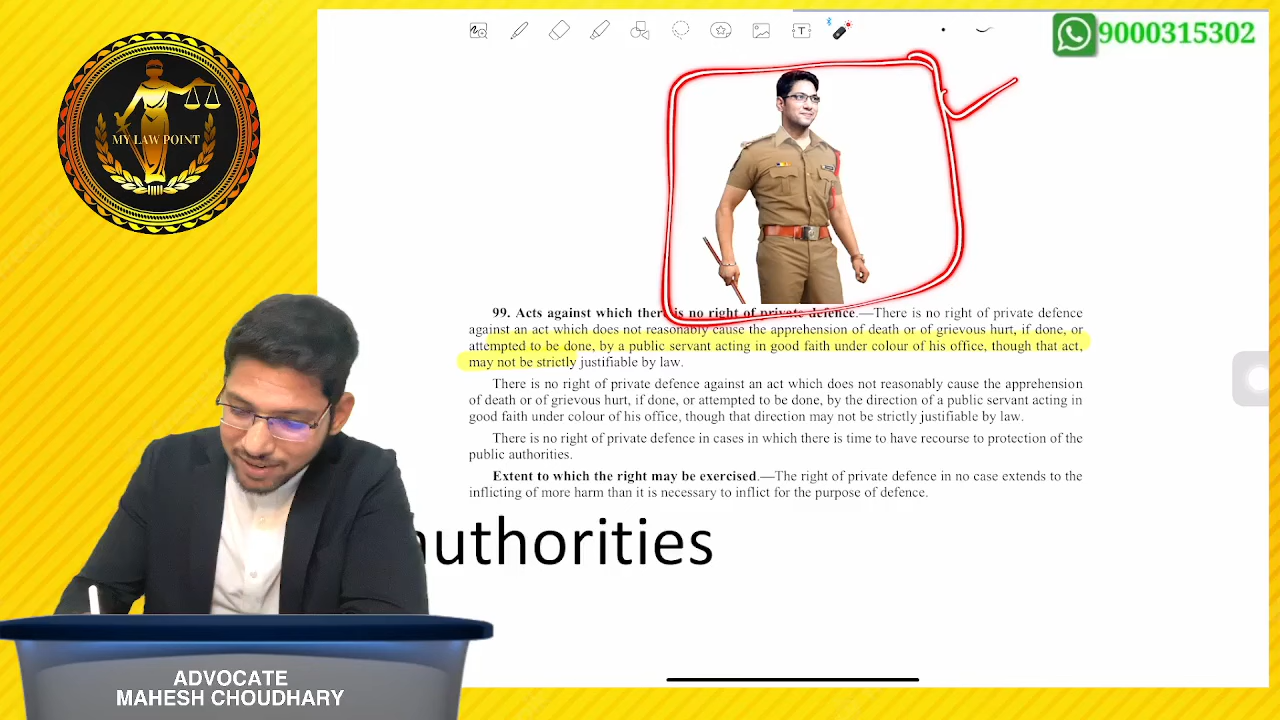 9000315302
MY LAW POINT
99. Acts against which there is no right of private defence.—There is no right of private defence
against an act which does not reasonably cause the apprehension of death or of grievous hurt, if done, or
attempted to be done, by a public servant acting in good faith under colour of his office, though that act,
may not be strictly justifiable by law.
There is no right of private defence against an act which does not reasonably cause the apprehension
of death or of grievous hurt, if done, or attempted to be done, by the direction of a public servant acting in
good faith under colour of his office, though that direction may not be strictly justifiable by law.
There is no right of private defence in cases in which there is time to have recourse to protection of the
public authorities.
Extent to which the right may be exercised.—The right of private defence in no case extends to the
inflicting of more harm than it is necessary to inflict for the purpose of defence.
authorities
ADVOCATE
MAHESH CHOUDHARY